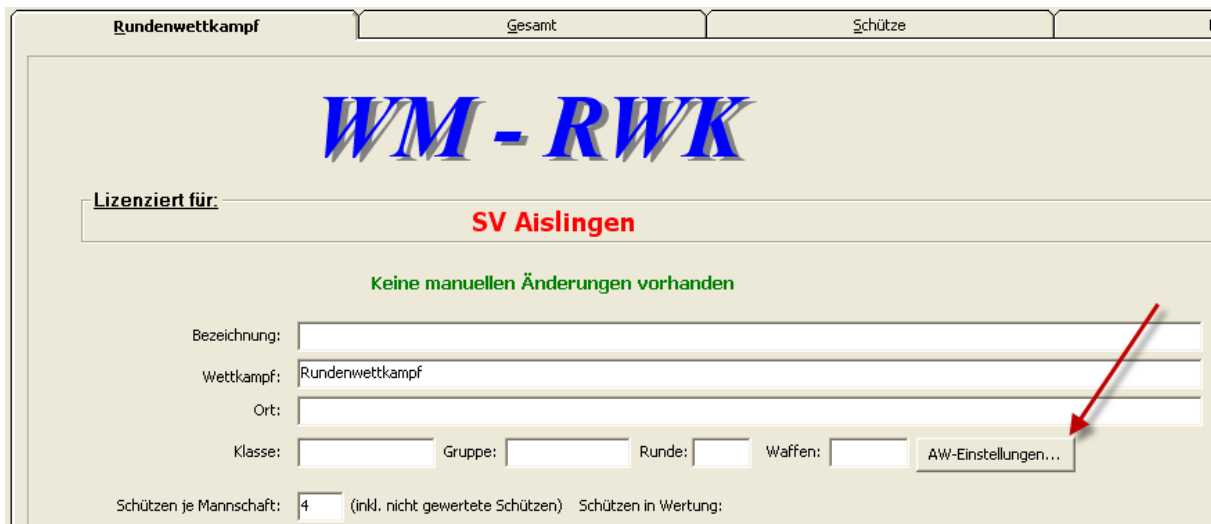 Rundenwettkampf Gesamt Schütze
WM - RWK
Lizenziert für:
SV Aislingen
Keine manuellen Änderungen vorhanden
Bezeichnung:
Wettkampf: Rundenwettkampf
Ort:
Klasse: Gruppe: Runde: Waffen: AW-Einstellungen...
Schützen je Mannschaft: 4 (inkl. nicht gewertete Schützen) Schützen in Wertung: